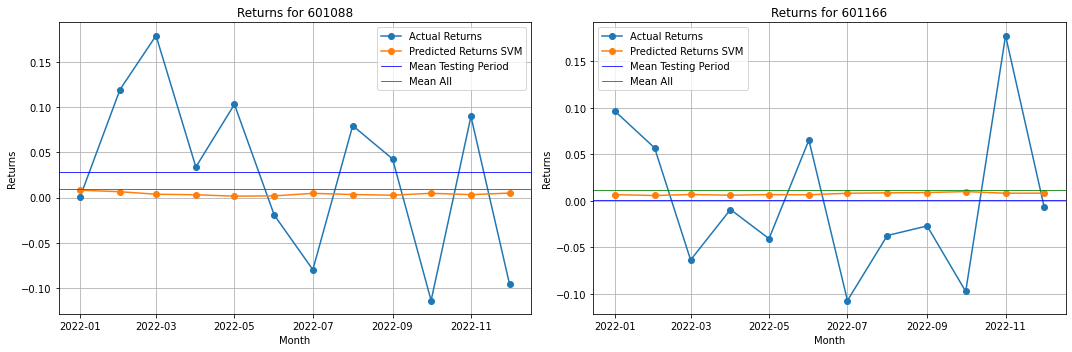 Returns for 601088
Actual Returns
Predicted Returns SVM
Mean Testing Period
Mean All
0.15
0.10
0.05
0.00
−0.05
−0.10
Returns
2022-01 2022-03 2022-05 2022-07 2022-09 2022-11
Month
Returns for 601166
Actual Returns
Predicted Returns SVM
Mean Testing Period
Mean All
0.15
0.10
0.05
0.00
−0.05
−0.10
Returns
2022-01 2022-03 2022-05 2022-07 2022-09 2022-11
Month